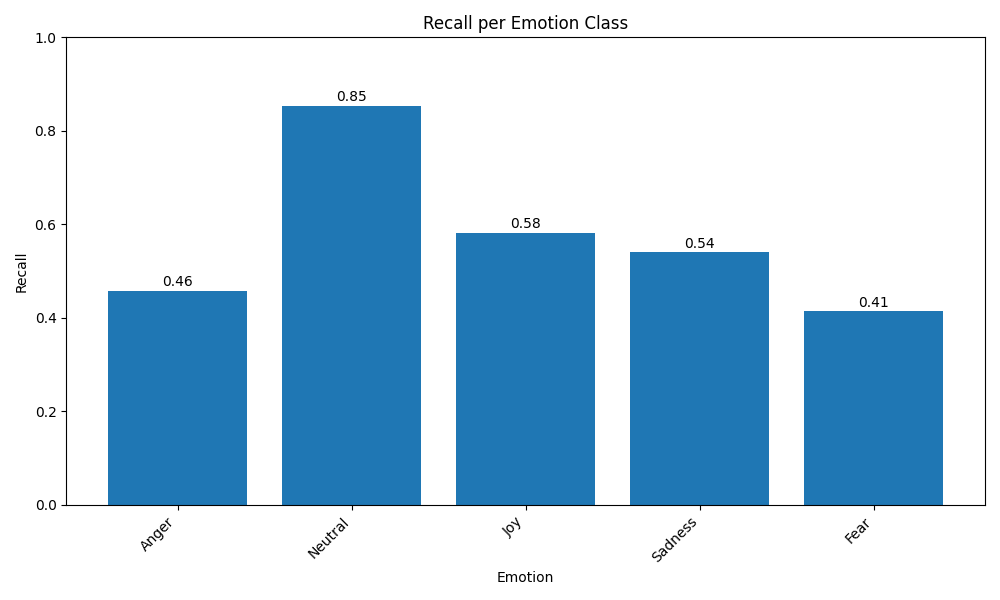 Recall per Emotion Class
1.0
0.8
0.6
0.4
0.2
0.0
Recall
0.46
0.85
0.58
0.54
0.41
Anger
Neutral
Joy
Sadness
Fear
Emotion